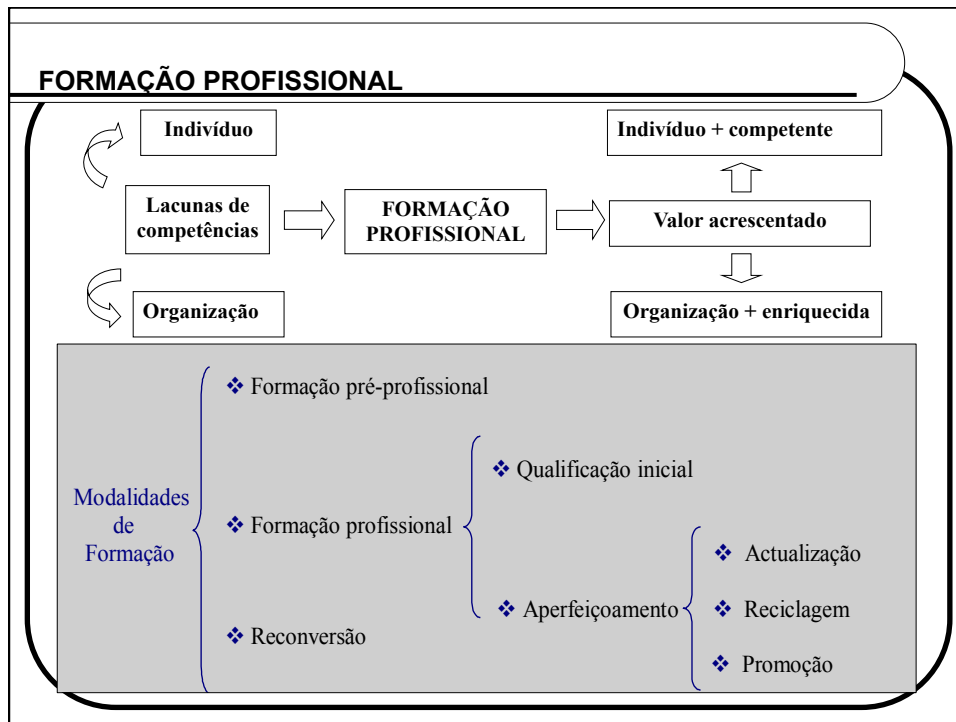 FORMAÇÃO PROFISSIONAL
Indivíduo
Indivíduo + competente
Lacunas de
competências
FORMAÇÃO
PROFISSIONAL
Valor acrescentado
Organização
Organização + enriquecida
Modalidades
de
Formação
Formação pré-profissional
Formação profissional
Reconversão
Qualificação inicial
Aperfeiçoamento
Actualização
Reciclagem
Promoção